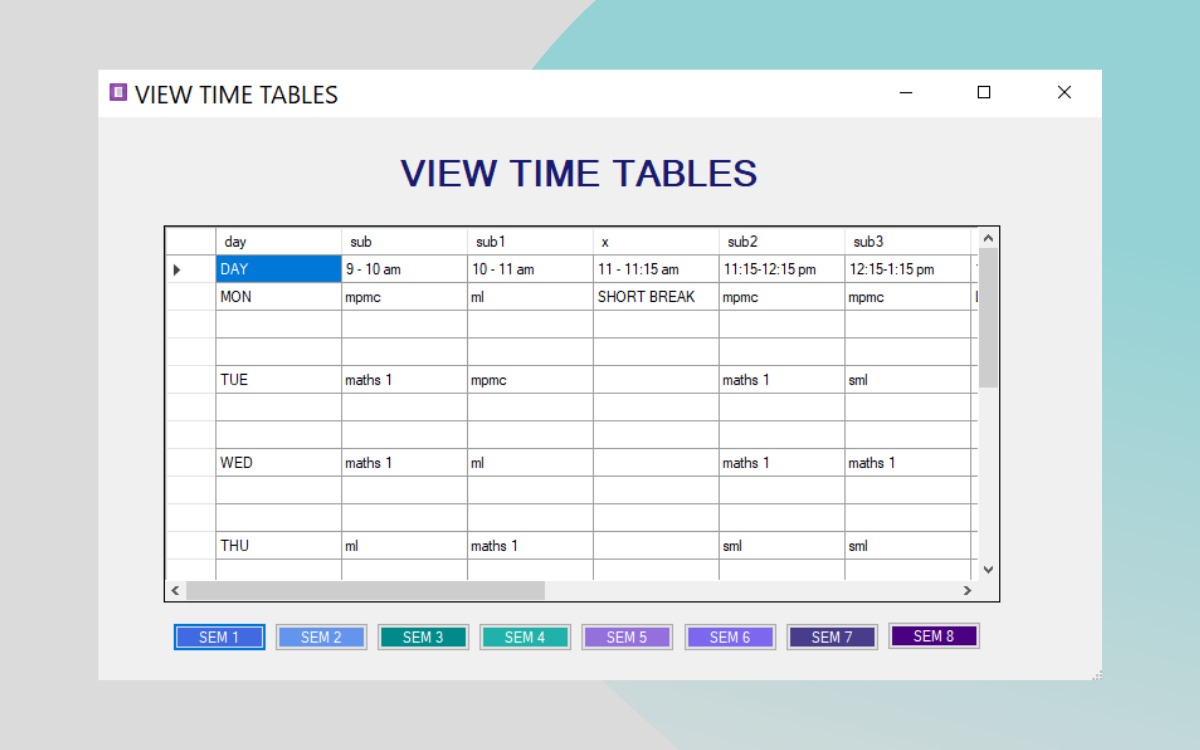 VIEW TIME TABLES
VIEW TIME TABLES
day sub sub1 x sub2 sub3
DAY 9 - 10 am 10 - 11 am 11 - 11:15 am 11:15-12:15 pm 12:15-1:15 pm
MON mpmc ml SHORT BREAK mpmc mpmc
TUE maths 1 mpmc maths 1 sml
WED maths 1 ml maths 1 maths 1
THU ml maths 1 sml sml
SEM 1 SEM 2 SEM 3 SEM 4 SEM 5 SEM 6 SEM 7 SEM 8